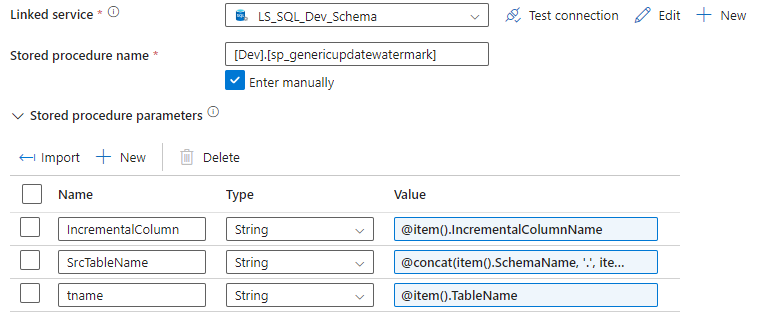 Linked service * LS_SQL_Dev_Schema Test connection Edit New
Stored procedure name * [Dev].[sp_genericupdatewatermark]
Enter manually
Stored procedure parameters
Import New Delete
Name Type Value
IncrementalColumn String @item().IncrementalColumnName
SrcTableName String @concat(item().SchemaName, '.', ite...
tname String @item().TableName